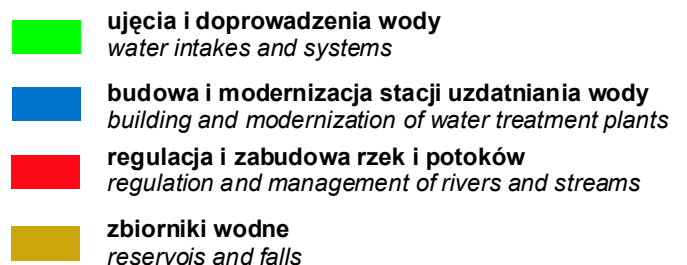 ujęcia i doprowadzenia wody
water intakes and systems
budowa i modernizacja stacji uzdatniania wody
building and modernization of water treatment plants
regulacja i zabudowa rzek i potoków
regulation and management of rivers and streams
zbiorniki wodne
reservois and falls